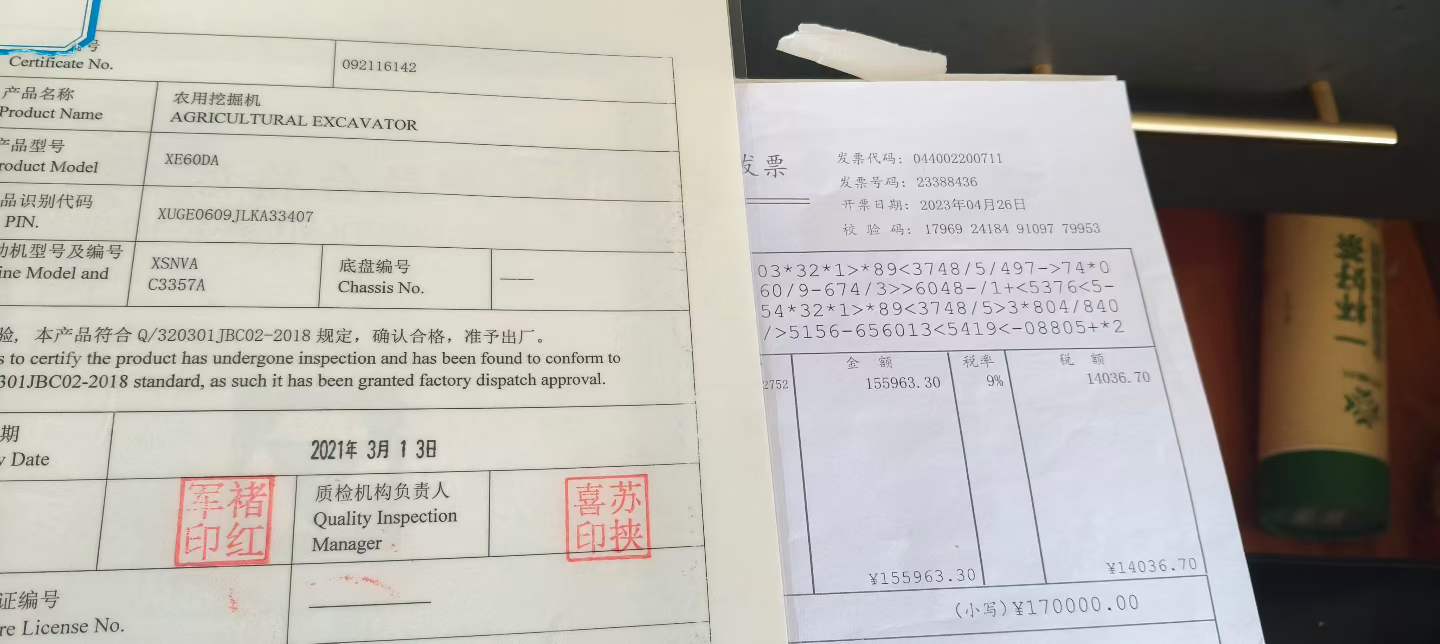 号
Certificate No.
092116142
产品名称
Product Name
农用挖掘机
AGRICULTURAL EXCAVATOR
产品型号
roduct Model
XE60DA
品识别代码
PIN.
XUGE0609JLKA33407
动机型号及编号
ine Model and
XSNVA
C3357A
底盘编号
Chassis No.
——
验, 本产品符合 Q/320301JBC02-2018 规定，确认合格，准予出厂。
s to certify the product has undergone inspection and has been found to conform to
301JBC02-2018 standard, as such it has been granted factory dispatch approval.
期
y Date
2021年 3月 1 3日
褚红军印
质检机构负责人
Quality Inspection
Manager
苏挟喜印
证编号
re License No.
发票
发票代码: 044002200711
发票号码: 23388436
开票日期: 2023年04月26日
校 验 码: 17969 24184 91097 79953
03*32*1>*89<3748/5/497->74*0
60/9-674/3>>6048-/1+<5376<5-
54*32*1>*89<3748/5>3*804/840
/>5156-656013<5419<-08805+*2
金 额
税率
税 额
2752
155963.30
9%
14036.70
¥155963.30
¥14036.70
(小写)¥170000.00
一杯好茶